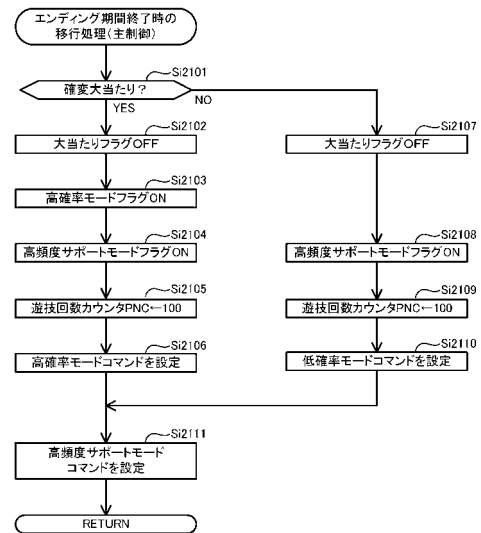 エンディング期間終了時の
移行処理(主制御)
Si2101
確変大当たり?
YES
NO
Si2102
大当たりフラグOFF
Si2103
高確率モードフラグON
Si2104
高頻度サポートモードフラグON
Si2105
遊技回数カウンタPNC←100
Si2106
高確率モードコマンドを設定
Si2107
大当たりフラグOFF
Si2108
高頻度サポートモードフラグON
Si2109
遊技回数カウンタPNC←100
Si2110
低確率モードコマンドを設定
Si2111
高頻度サポートモード
コマンドを設定
RETURN